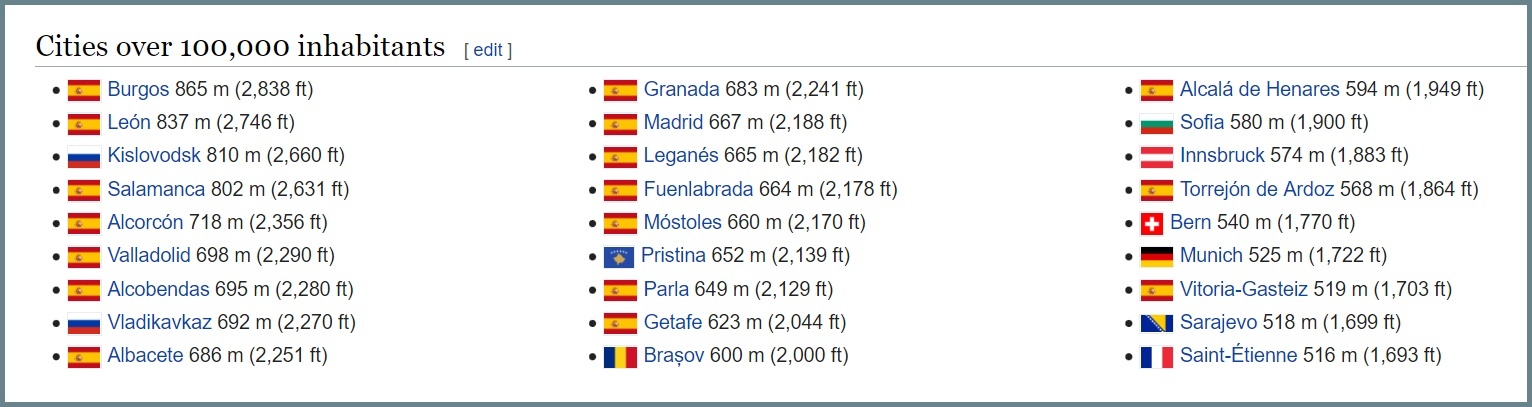 Cities over 100,000 inhabitants [ edit ]
Burgos 865 m (2,838 ft)
León 837 m (2,746 ft)
Kislovodsk 810 m (2,660 ft)
Salamanca 802 m (2,631 ft)
Alcorcón 718 m (2,356 ft)
Valladolid 698 m (2,290 ft)
Alcobendas 695 m (2,280 ft)
Vladikavkaz 692 m (2,270 ft)
Albacete 686 m (2,251 ft)
Granada 683 m (2,241 ft)
Madrid 667 m (2,188 ft)
Leganés 665 m (2,182 ft)
Fuenlabrada 664 m (2,178 ft)
Móstoles 660 m (2,170 ft)
Pristina 652 m (2,139 ft)
Parla 649 m (2,129 ft)
Getafe 623 m (2,044 ft)
Brașov 600 m (2,000 ft)
Alcalá de Henares 594 m (1,949 ft)
Sofia 580 m (1,900 ft)
Innsbruck 574 m (1,883 ft)
Torrejón de Ardoz 568 m (1,864 ft)
Bern 540 m (1,770 ft)
Munich 525 m (1,722 ft)
Vitoria-Gasteiz 519 m (1,703 ft)
Sarajevo 518 m (1,699 ft)
Saint-Étienne 516 m (1,693 ft)